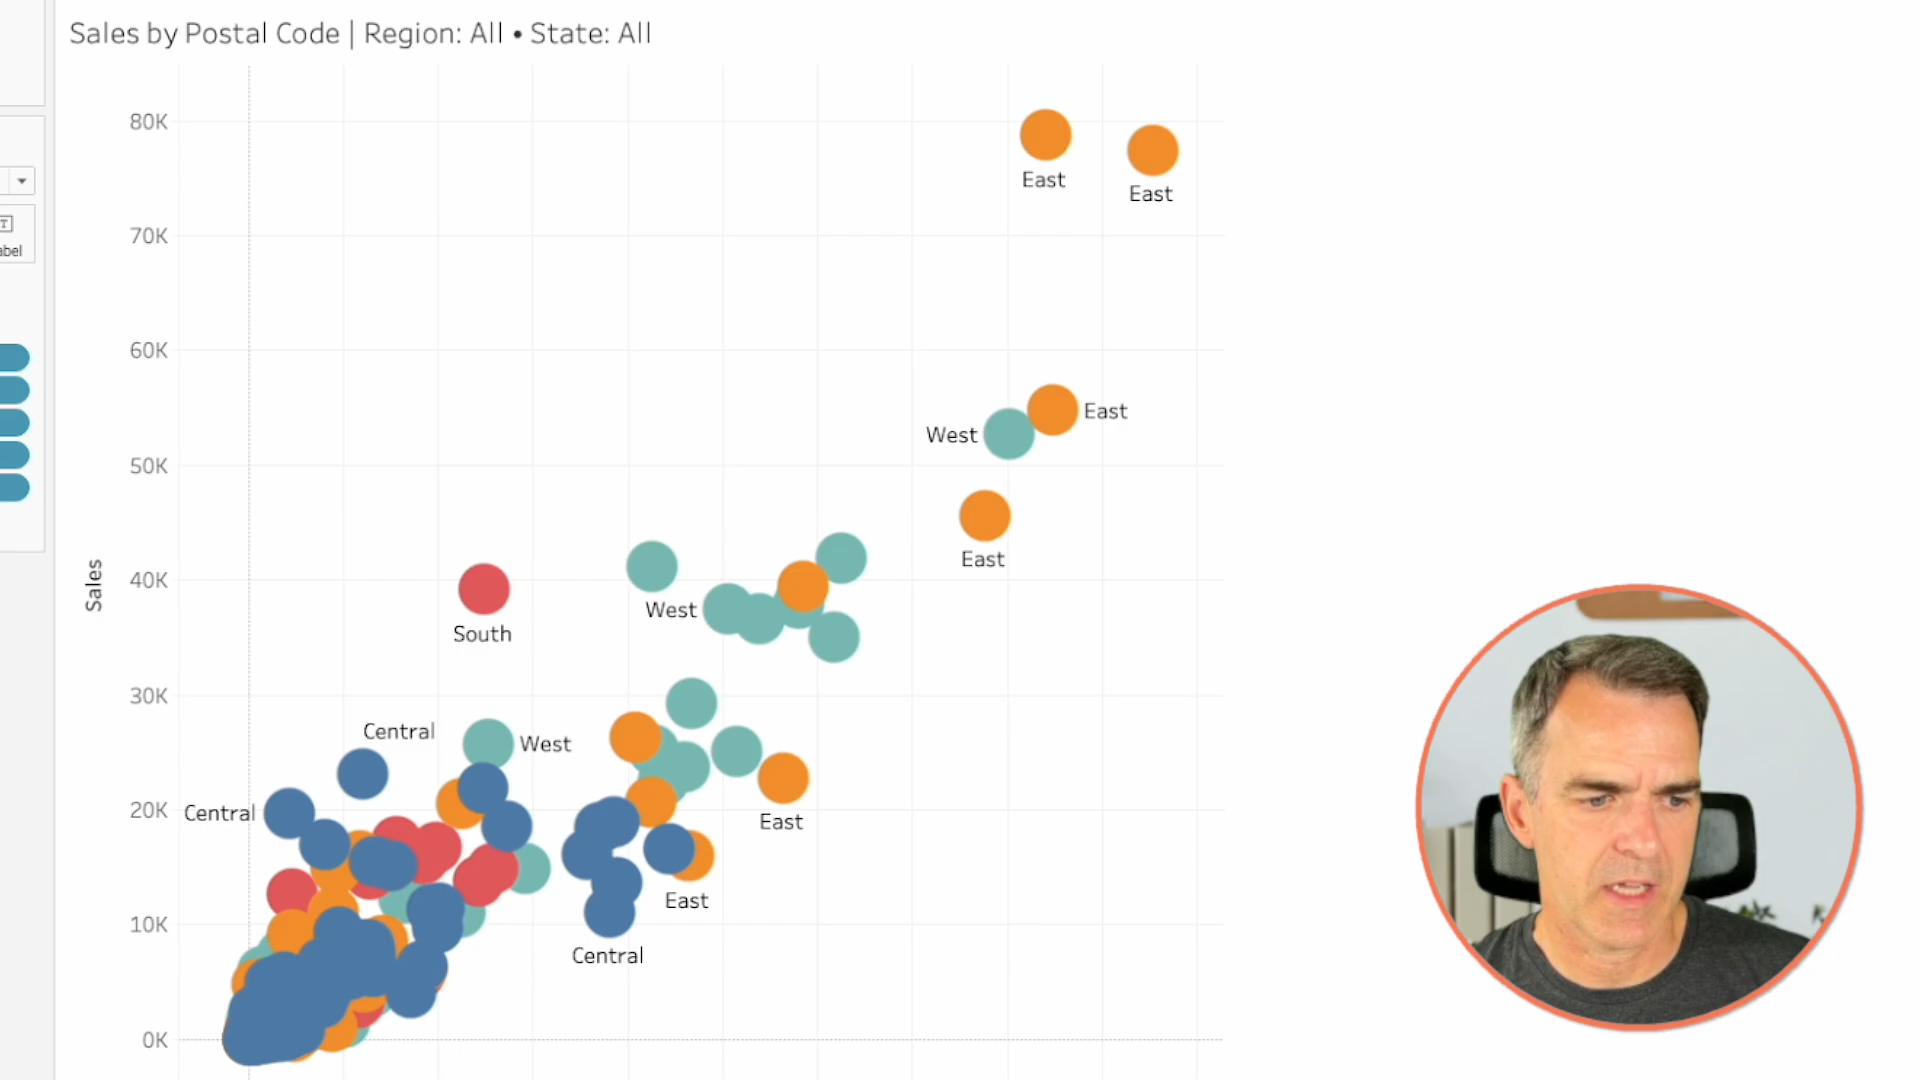 Sales by Postal Code | Region: All • State: All
80K
East
East
70K
abel
60K
East
West
50K
East
Sales
40K
West
South
30K
Central
West
20K
Central
East
East
10K
Central
0K